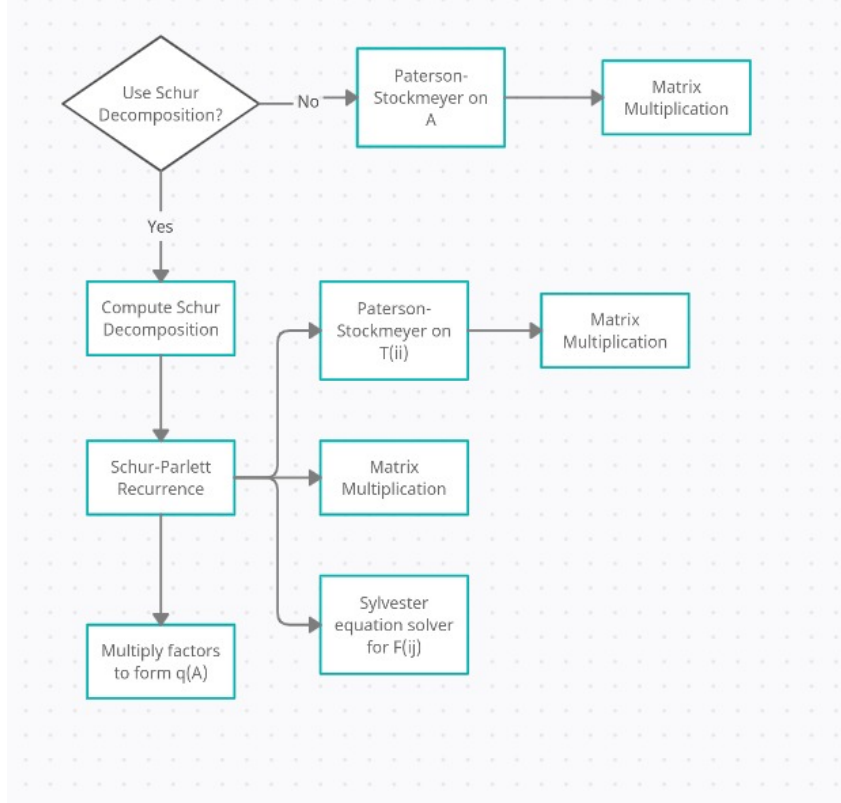 Use Schur
Decomposition?
No
Paterson-
Stockmeyer on
A
Matrix
Multiplication
Yes
Compute Schur
Decomposition
Paterson-
Stockmeyer on
T(ii)
Matrix
Multiplication
Schur-Parlett
Recurrence
Matrix
Multiplication
Sylvester
equation solver
for F(ij)
Multiply factors
to form q(A)